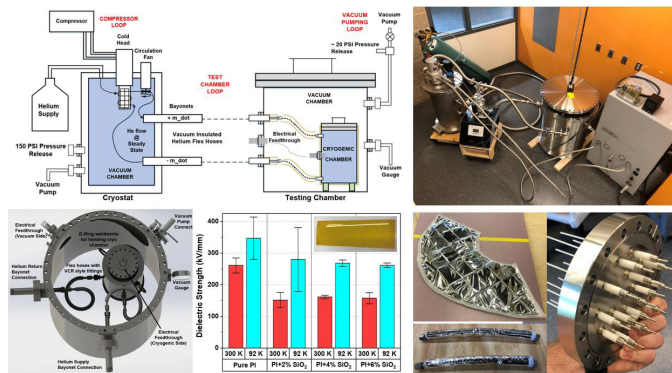 Compressor
COMPRESSOR
LOOP
Cold
Head
Circulation
Fan
Helium
Supply
He flow
@
Steady
State
150 PSI Pressure
Release
Vacuum
Pump
VACUUM
CHAMBER
Cryostat
TEST
CHAMBER
LOOP
Bayonets
+ m_dot
Vacuum Insulated
Helium Flex Hoses
- m_dot
VACUUM
PUMPING
LOOP
Vacuum
Pump
~ 20 PSI Pressure
Release
VACUUM
CHAMBER
Electrical
Feedthrough
CRYOGENIC
CHAMBER
Vacuum
Gauge
Testing Chamber
Electrical
Feedthrough
(Vacuum Side)
O-ring weldments
for hoisting cryo
chamber
Vacuum
Pump
Connect
Flex hoses with
VCR style fittings
Helium Return
Bayonet
Connection
Vacuum
Gauge
Electrical
Feedthrough
(Cryogenic Side)
Helium Supply
Bayonet Connection
Dielectric Strength (kV/mm)
400
350
300
250
200
150
100
50
0
300 K 92 K 300 K 92 K 300 K 92 K 300 K 92 K
Pure PI PI+2% SiO₂ PI+4% SiO₂ PI+6% SiO₂